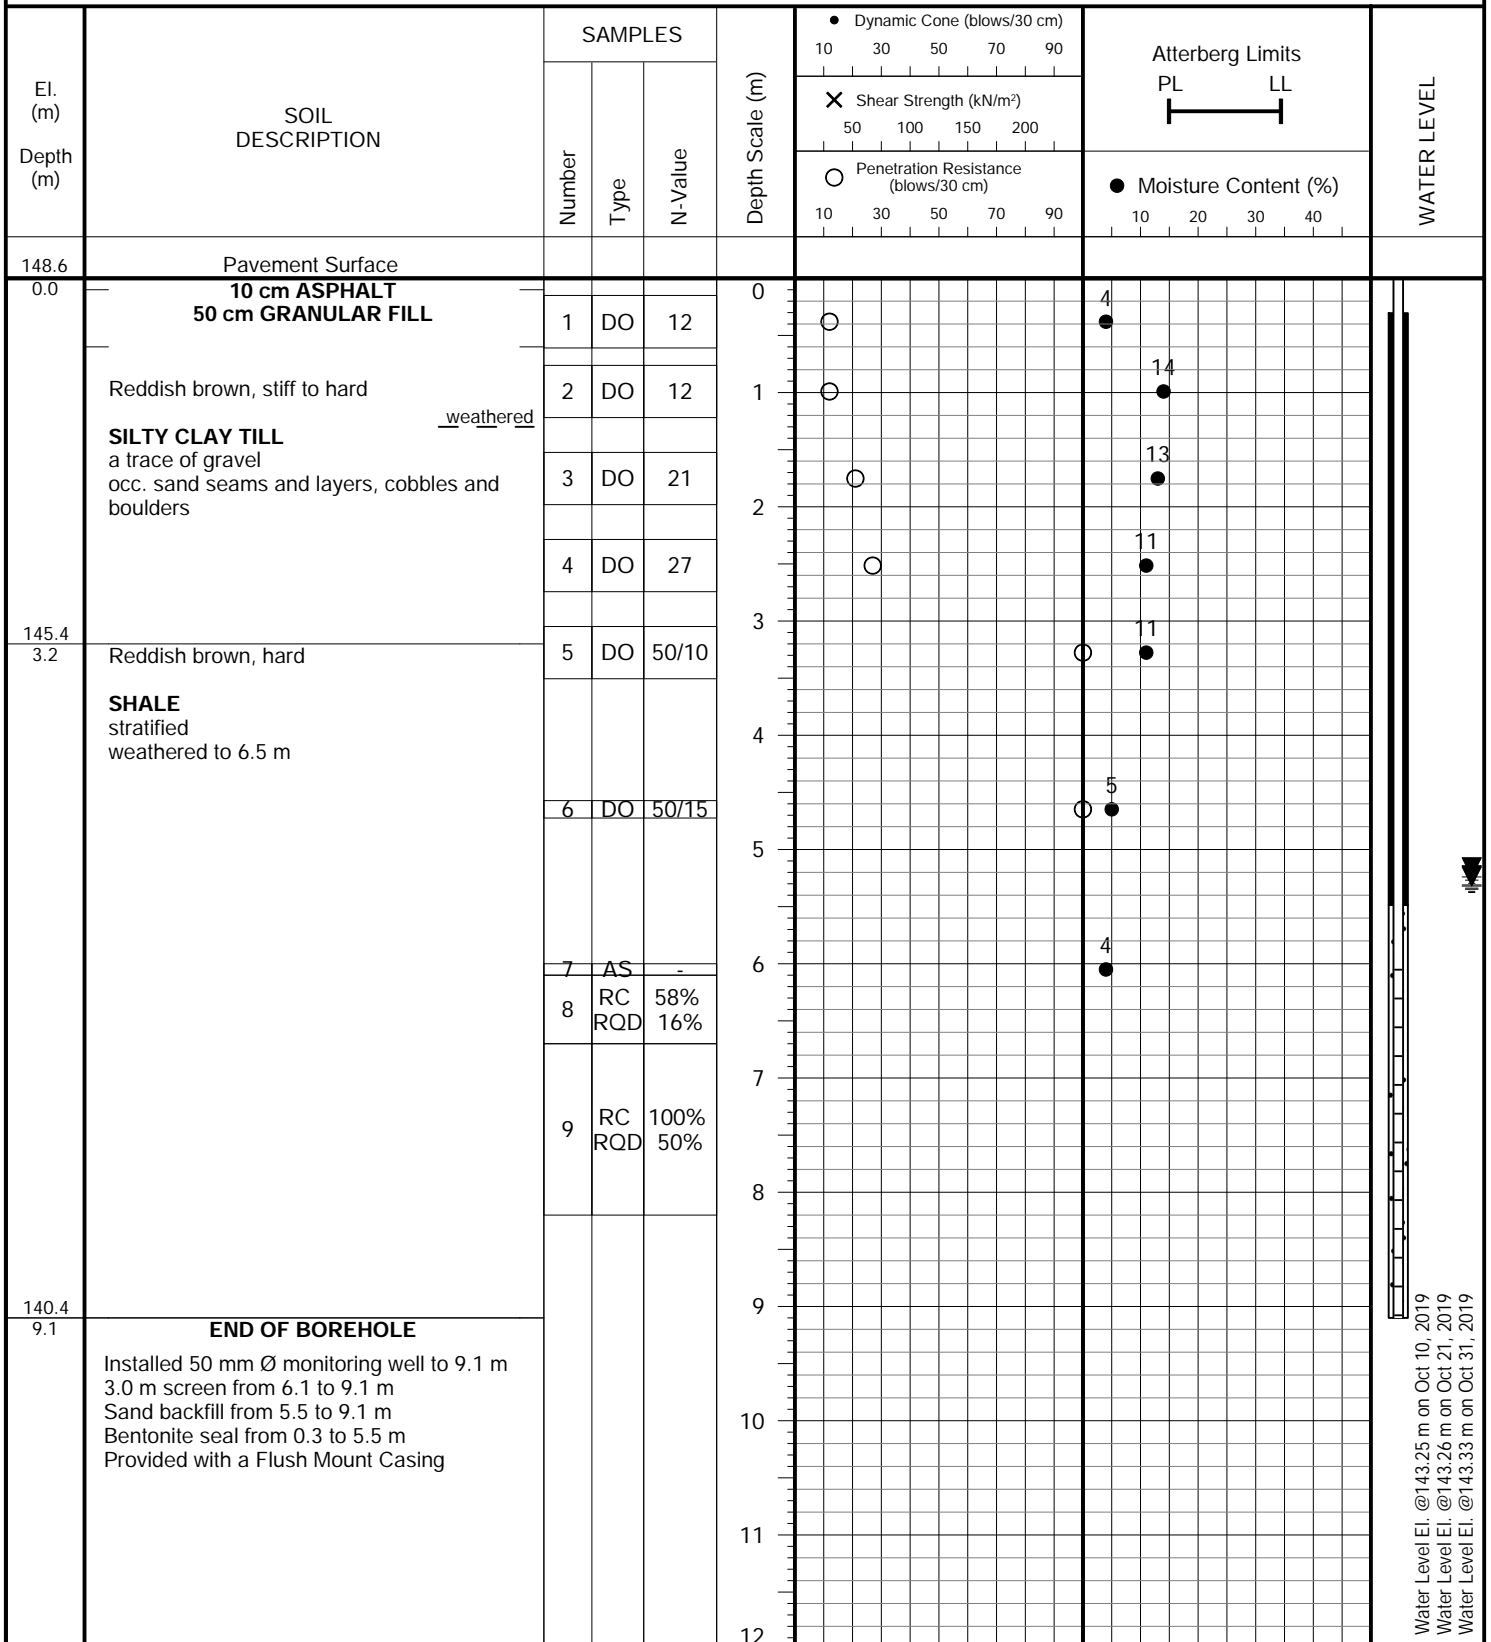 El.
(m)
Depth
(m)
SOIL
DESCRIPTION
SAMPLES
Number
Type
N-Value
Depth Scale (m)
Dynamic Cone (blows/30 cm)
10 30 50 70 90
Shear Strength (kN/m²)
50 100 150 200
Penetration Resistance
(blows/30 cm)
10 30 50 70 90
Atterberg Limits
PL LL
Moisture Content (%)
10 20 30 40
WATER LEVEL
148.6 Pavement Surface
0.0 10 cm ASPHALT 0
50 cm GRANULAR FILL
1 DO 12 4
Reddish brown, stiff to hard
2 DO 12 1 14
weathered
SILTY CLAY TILL
a trace of gravel
occ. sand seams and layers, cobbles and
boulders
3 DO 21 13
2
4 DO 27 11
3
145.4
3.2 Reddish brown, hard
5 DO 50/10 11
SHALE
stratified
weathered to 6.5 m
4
6 DO 50/15 5
5
7 AS - 6 4
8 RC 58%
RQD 16%
7
9 RC 100%
RQD 50%
8
140.4 9
9.1 END OF BOREHOLE
Installed 50 mm Ø monitoring well to 9.1 m
3.0 m screen from 6.1 to 9.1 m
Sand backfill from 5.5 to 9.1 m
Bentonite seal from 0.3 to 5.5 m
Provided with a Flush Mount Casing
10
11
12
Water Level El. @143.25 m on Oct 10, 2019
Water Level El. @143.26 m on Oct 21, 2019
Water Level El. @143.33 m on Oct 31, 2019